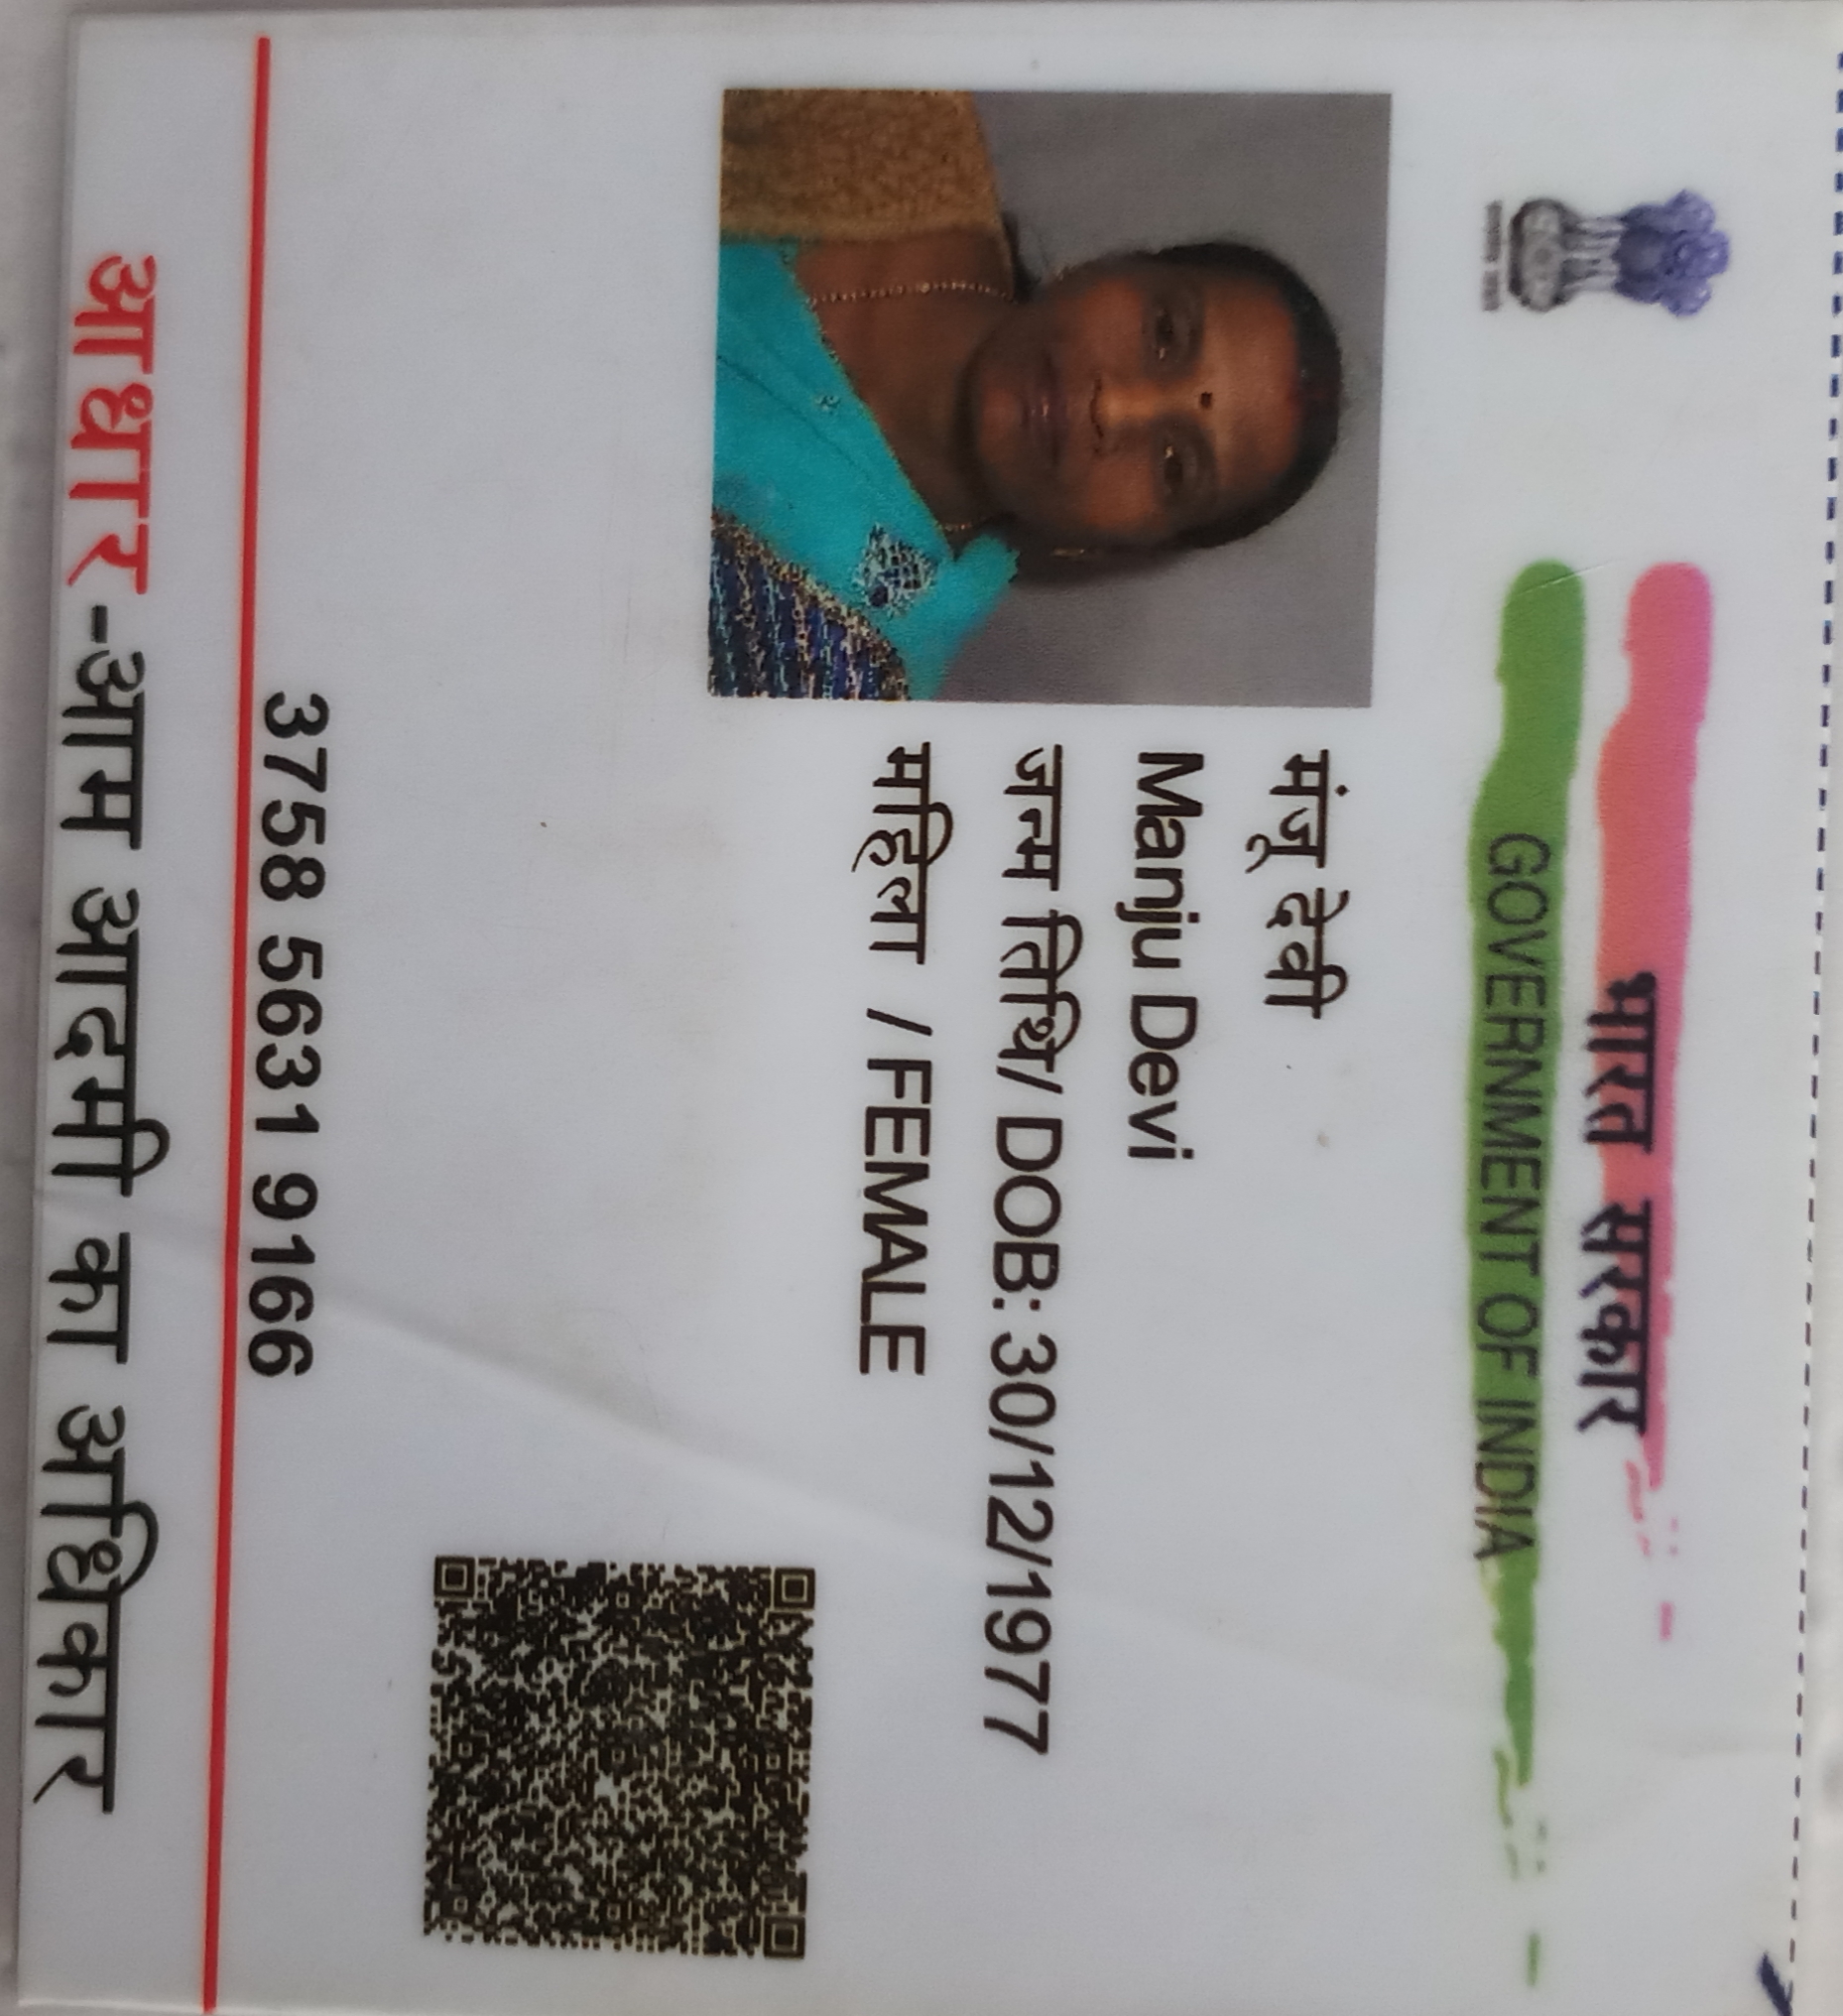 भारत सरकार
GOVERNMENT OF INDIA
मंजू देवी
Manju Devi
जन्म तिथि/ DOB: 30/12/1977
महिला / FEMALE
3758 5631 9166
आधार-आम आदमी का अधिकार